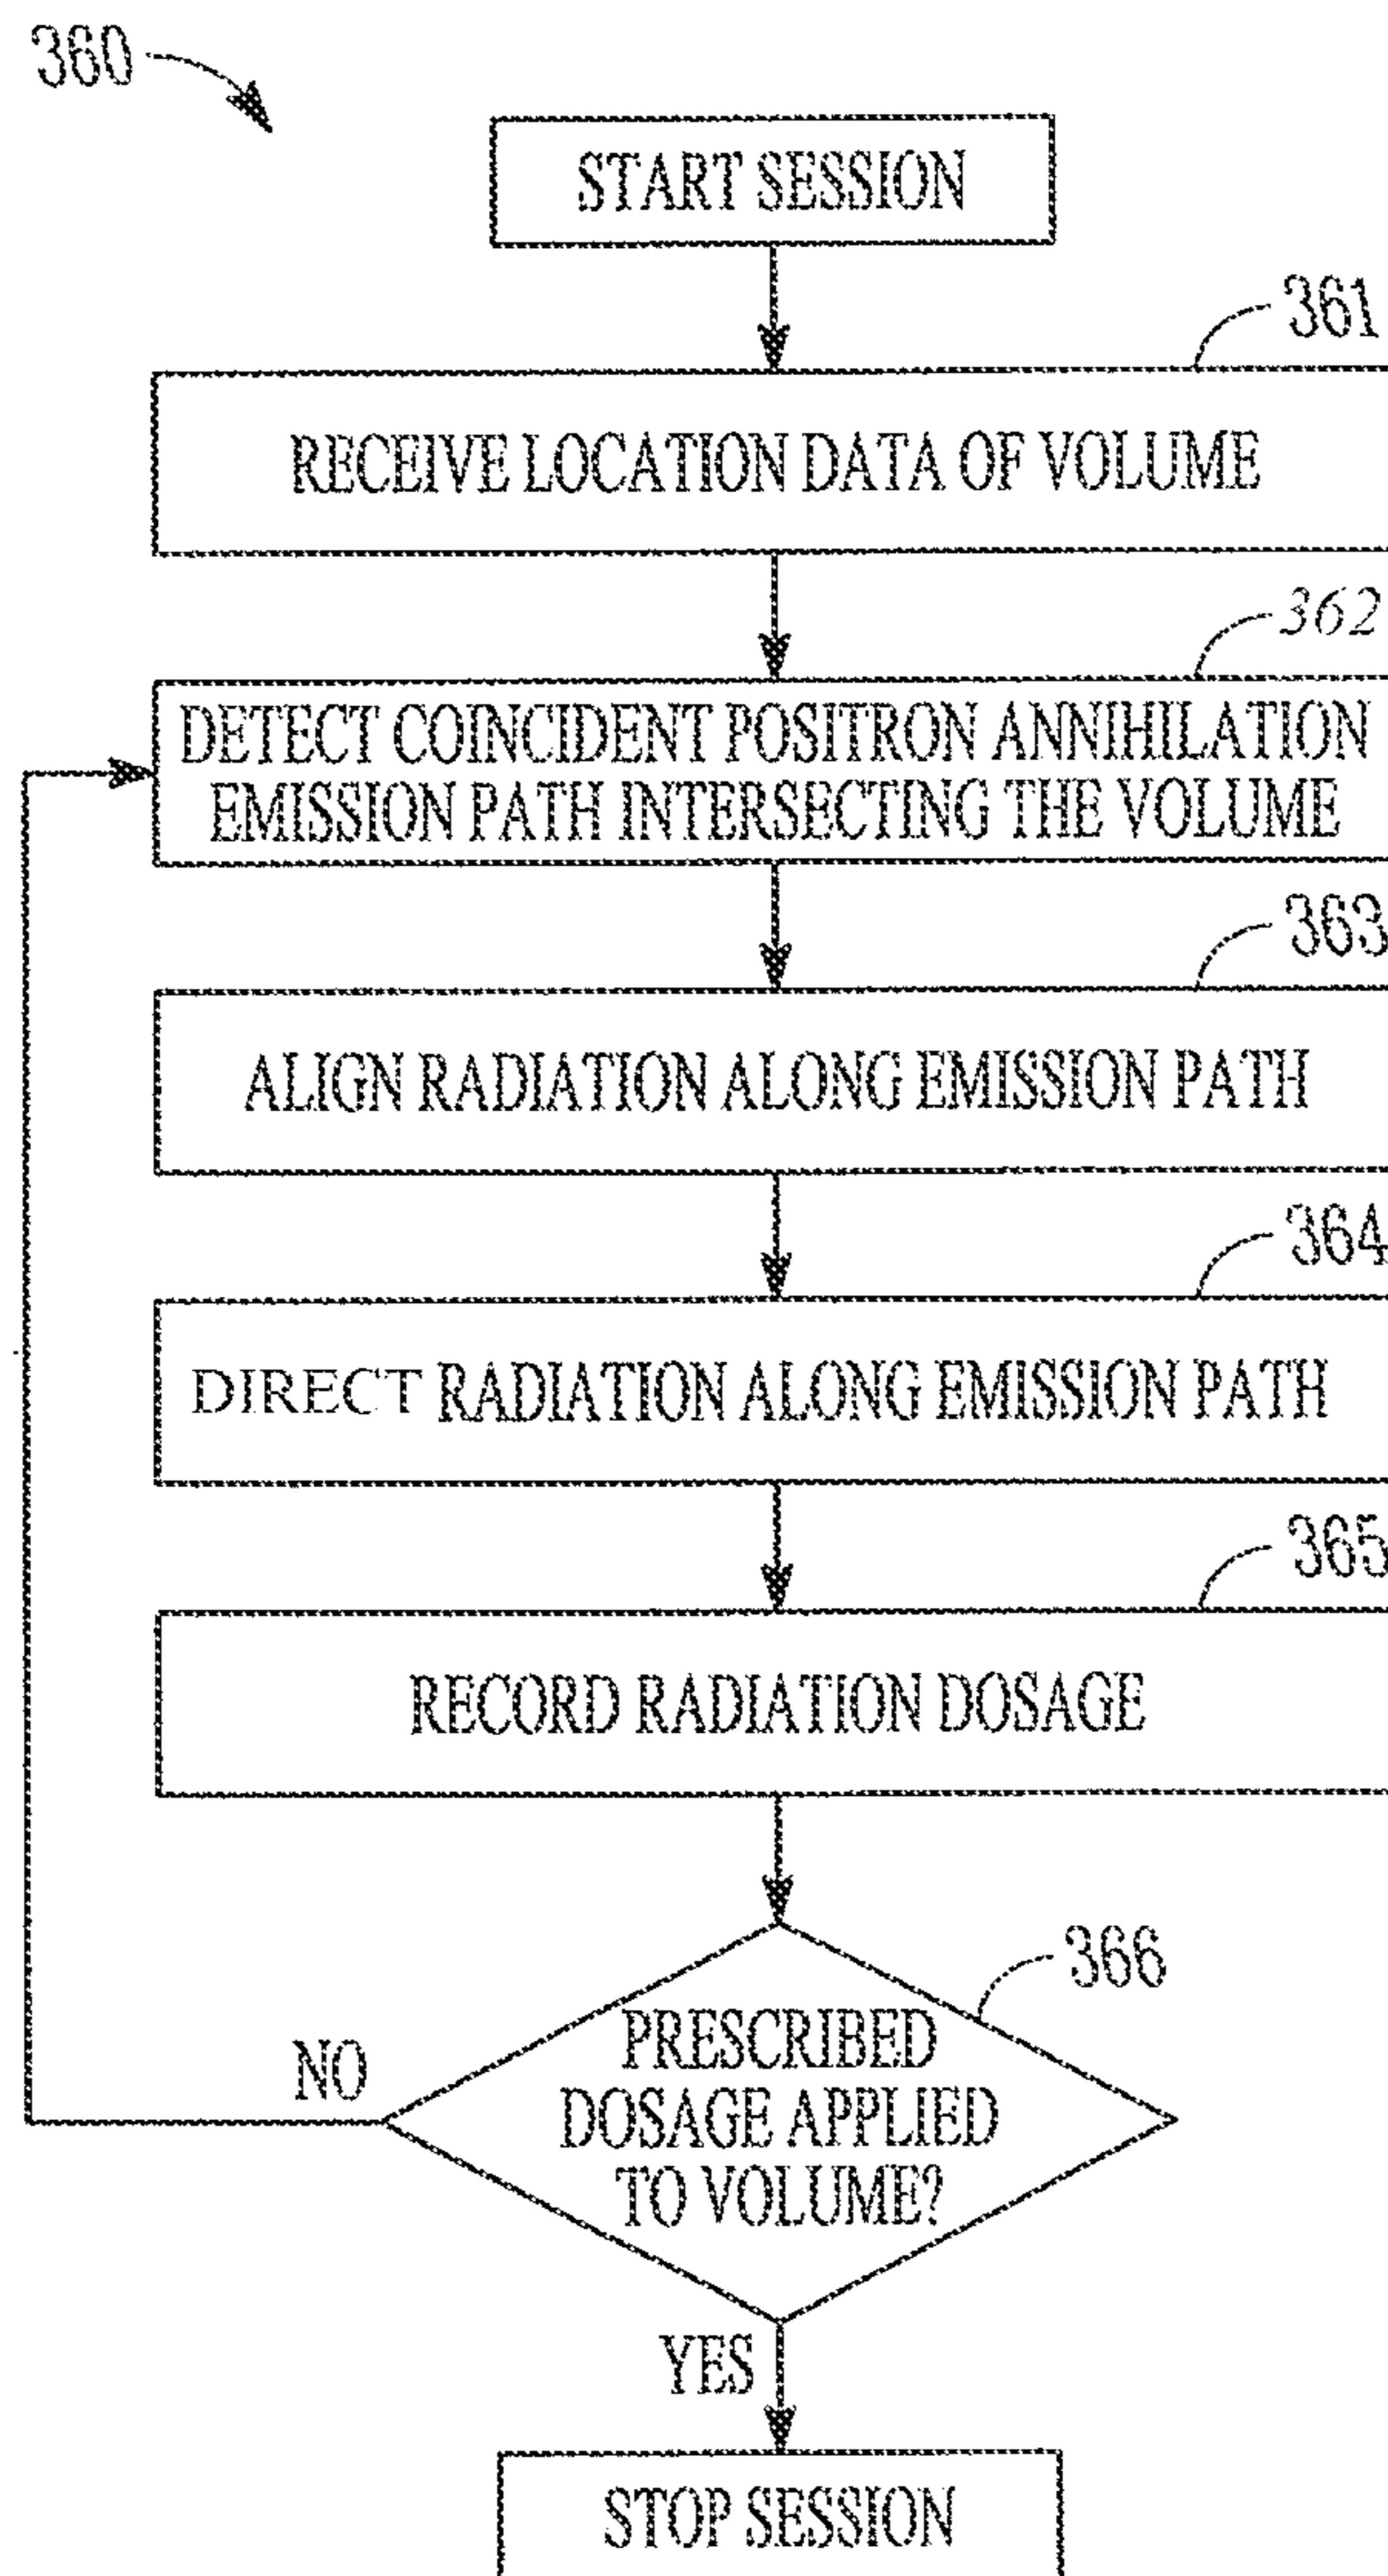 360
START SESSION
361
RECEIVE LOCATION DATA OF VOLUME
362
DETECT COINCIDENT POSITRON ANNIHILATION
EMISSION PATH INTERSECTING THE VOLUME
363
ALIGN RADIATION ALONG EMISSION PATH
364
DIRECT RADIATION ALONG EMISSION PATH
365
RECORD RADIATION DOSAGE
366
PRESCRIBED
DOSAGE APPLIED
TO VOLUME?
NO
YES
STOP SESSION